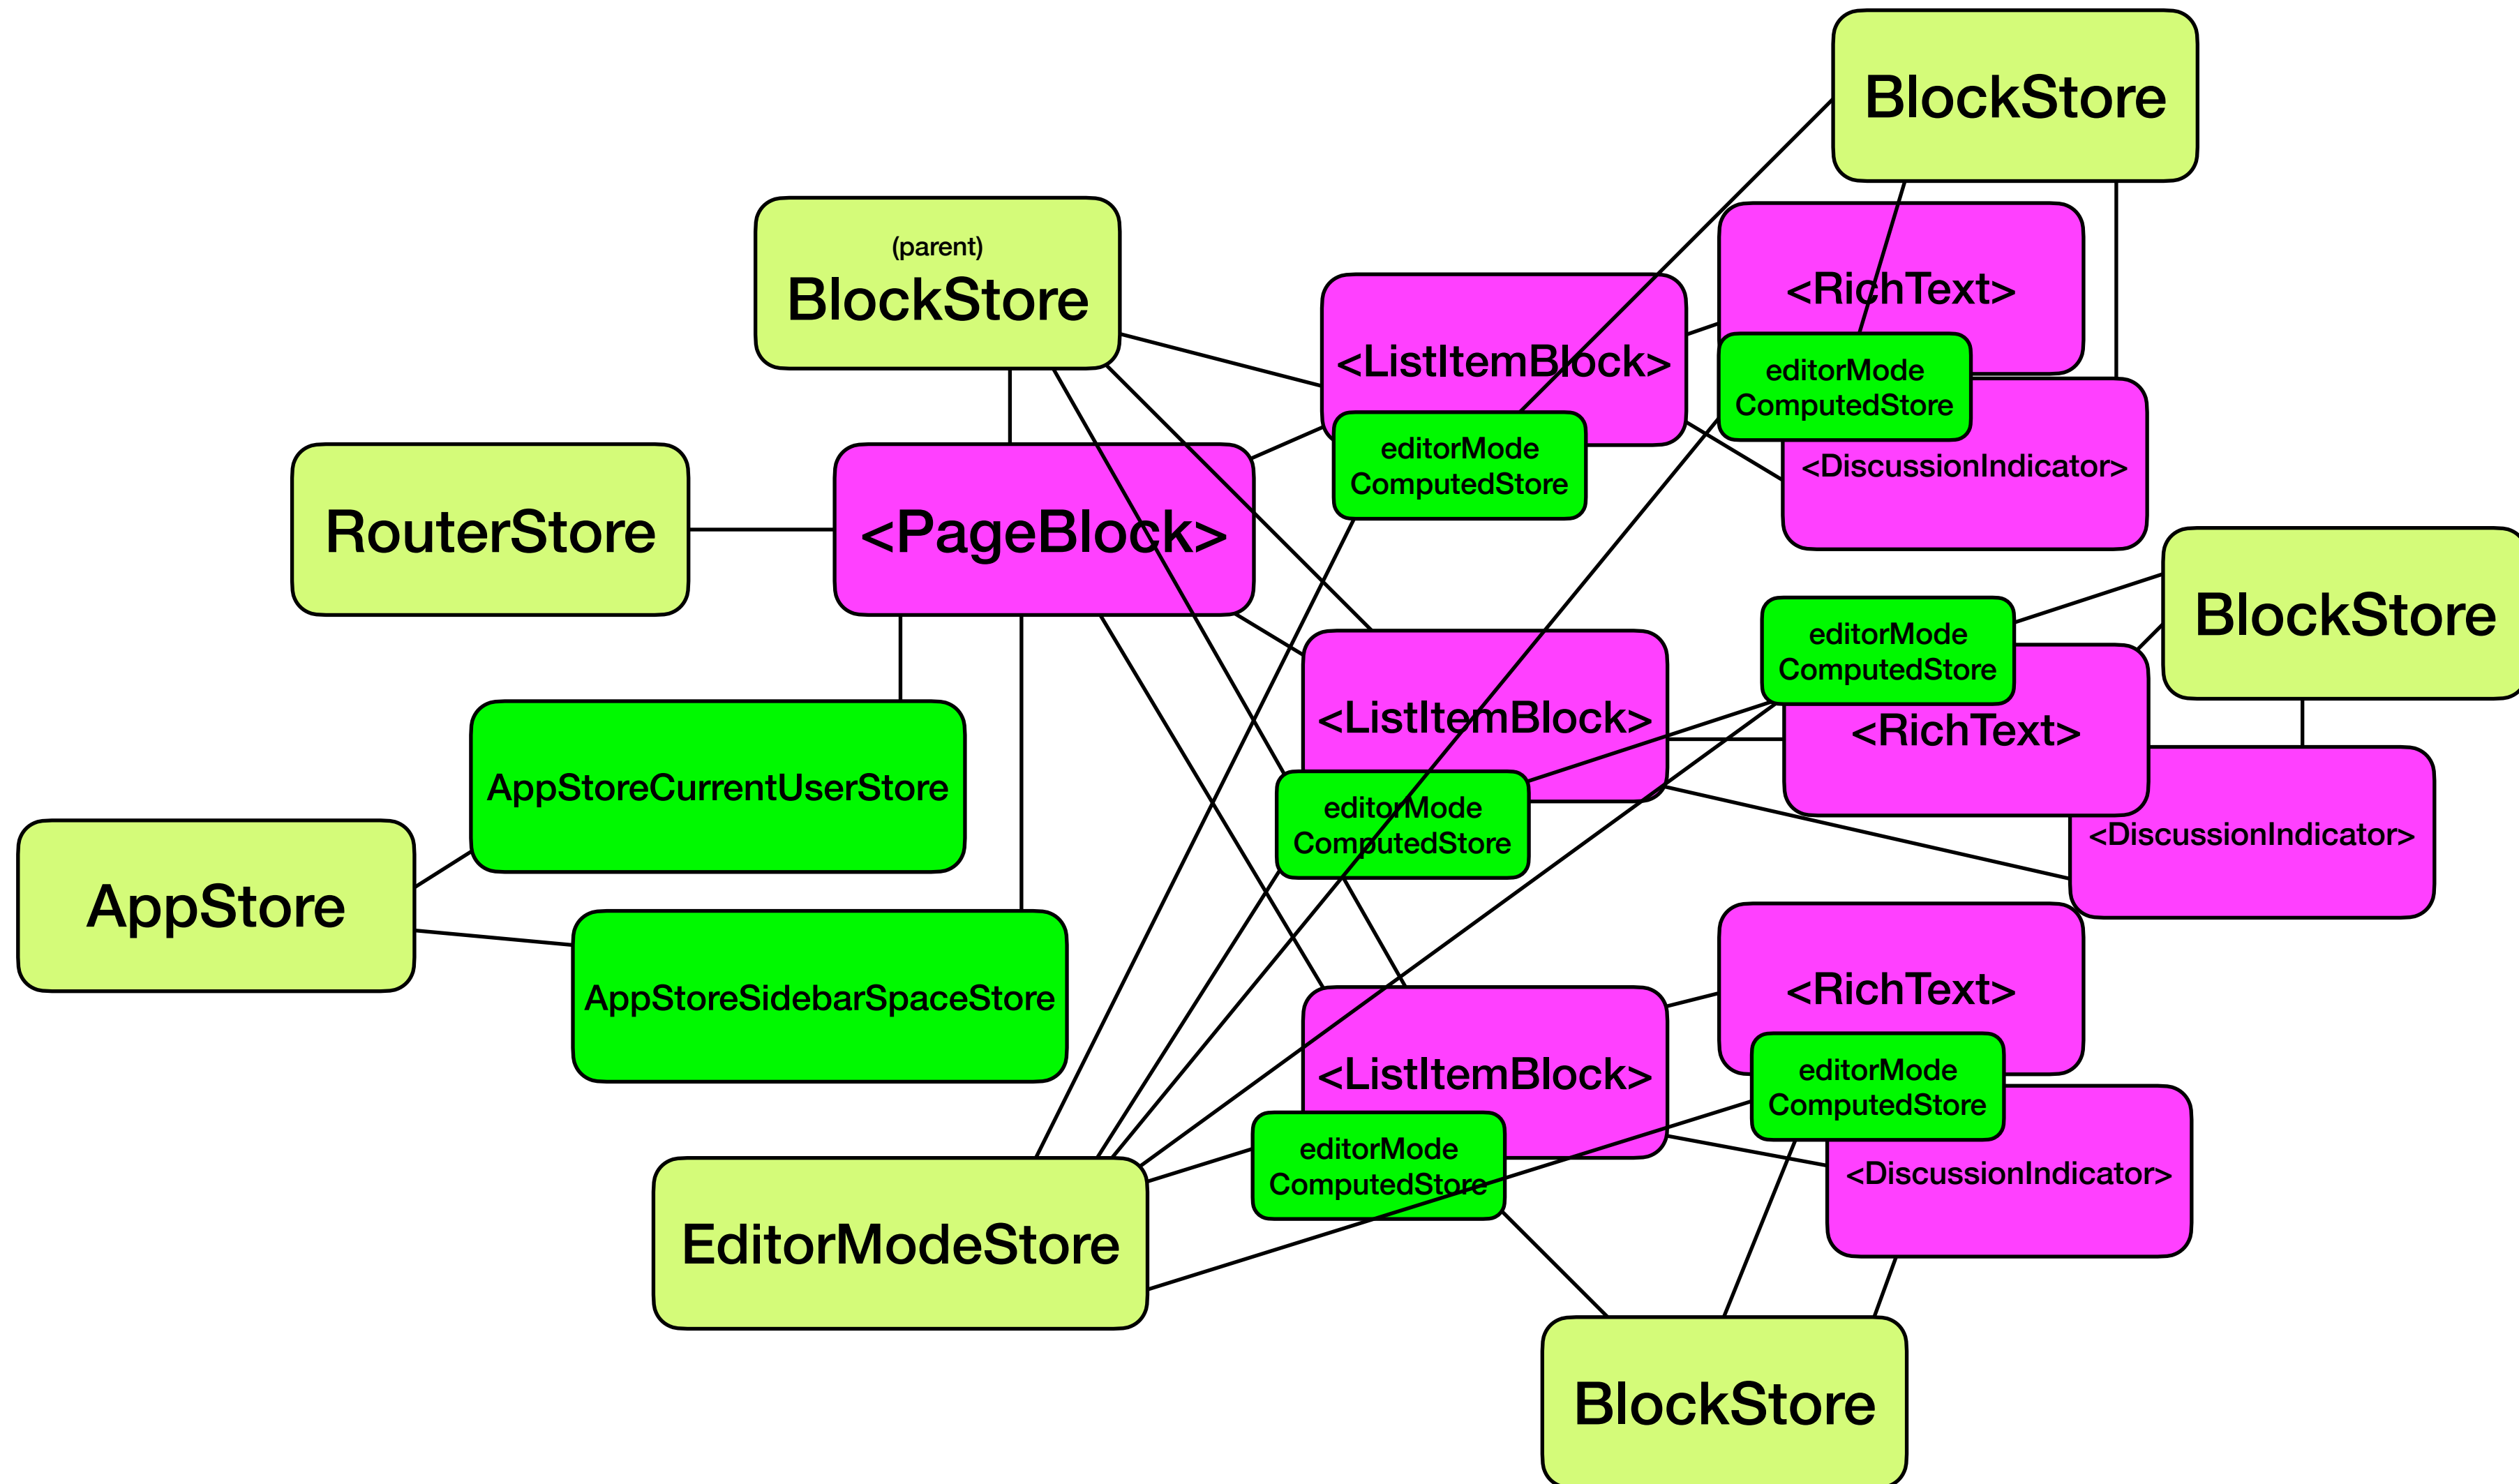 BlockStore
(parent)
BlockStore
<RichText>
<ListItemBlock>
editorMode
ComputedStore
editorMode
ComputedStore
<DiscussionIndicator>
RouterStore
<PageBlock>
BlockStore
editorMode
ComputedStore
<ListItemBlock>
<RichText>
AppStoreCurrentUserStore
editorMode
ComputedStore
<DiscussionIndicator>
AppStore
AppStoreSidebarSpaceStore
<RichText>
<ListItemBlock>
editorMode
ComputedStore
editorMode
ComputedStore
<DiscussionIndicator>
EditorModeStore
BlockStore